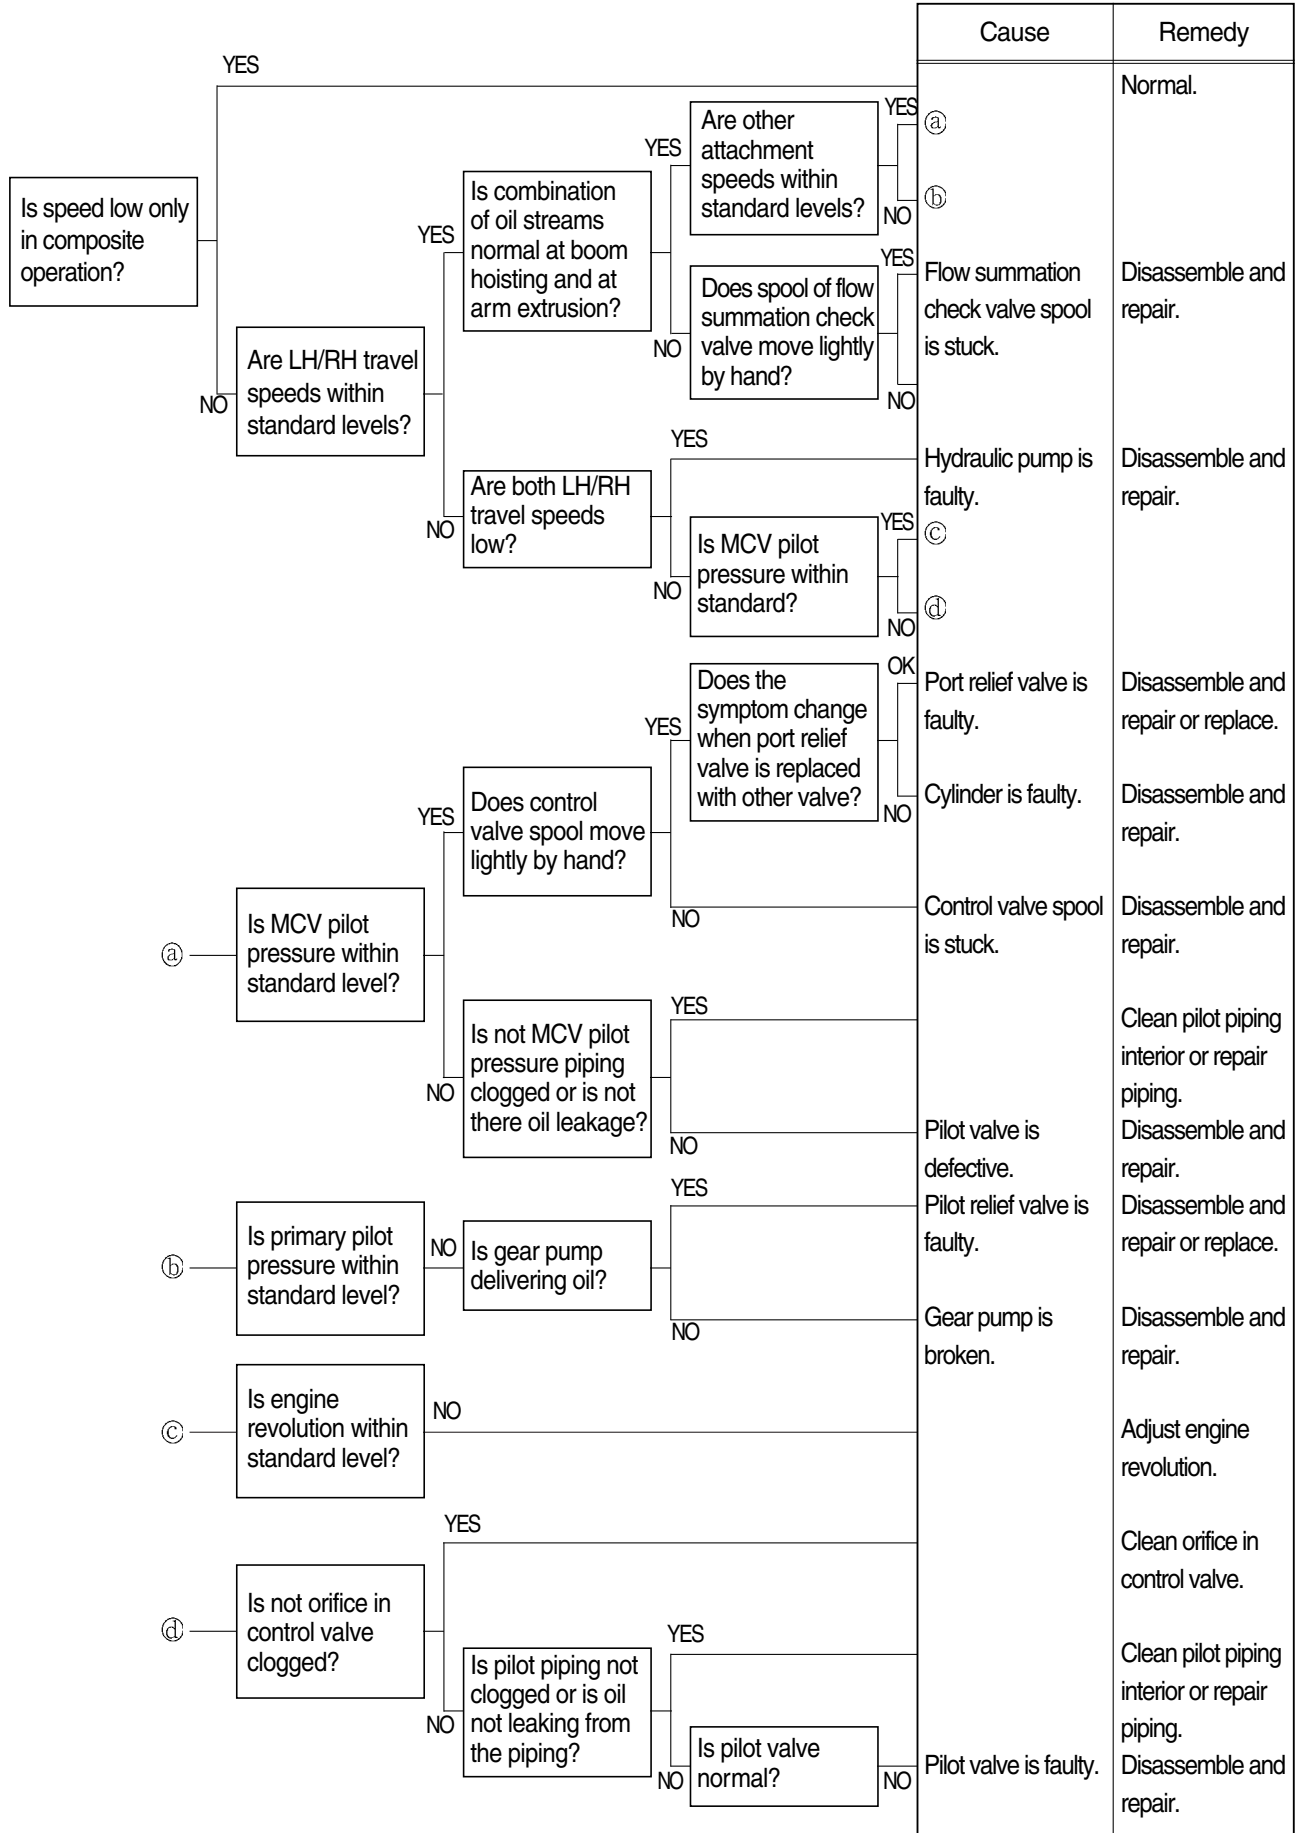 Cause
Remedy
YES
Normal.
Is speed low only
in composite
operation?
NO
Are LH/RH travel
speeds within
standard levels?
YES
Is combination
of oil streams
normal at boom
hoisting and at
arm extrusion?
YES
Are other
attachment
speeds within
standard levels?
YES
ⓐ
ⓑ
NO
NO
Does spool of flow
summation check
valve move lightly
by hand?
YES
Flow summation
check valve spool
is stuck.
Disassemble and
repair.
NO
NO
Are both LH/RH
travel speeds
low?
YES
Hydraulic pump is
faulty.
Disassemble and
repair.
NO
Is MCV pilot
pressure within
standard?
YES
ⓒ
ⓓ
NO
ⓐ
Is MCV pilot
pressure within
standard level?
YES
Does control
valve spool move
lightly by hand?
YES
Does the
symptom change
when port relief
valve is replaced
with other valve?
OK
Port relief valve is
faulty.
Disassemble and
repair or replace.
NO
Cylinder is faulty.
Disassemble and
repair.
NO
Control valve spool
is stuck.
Disassemble and
repair.
NO
Is not MCV pilot
pressure piping
clogged or is not
there oil leakage?
YES
Clean pilot piping
interior or repair
piping.
NO
Pilot valve is
defective.
Disassemble and
repair.
ⓑ
Is primary pilot
pressure within
standard level?
NO
Is gear pump
delivering oil?
YES
Pilot relief valve is
faulty.
Disassemble and
repair or replace.
NO
Gear pump is
broken.
Disassemble and
repair.
ⓒ
Is engine
revolution within
standard level?
NO
Adjust engine
revolution.
ⓓ
Is not orifice in
control valve
clogged?
YES
Clean orifice in
control valve.
NO
Is pilot piping not
clogged or is oil
not leaking from
the piping?
YES
Clean pilot piping
interior or repair
piping.
NO
Is pilot valve
normal?
NO
Pilot valve is faulty.
Disassemble and
repair.